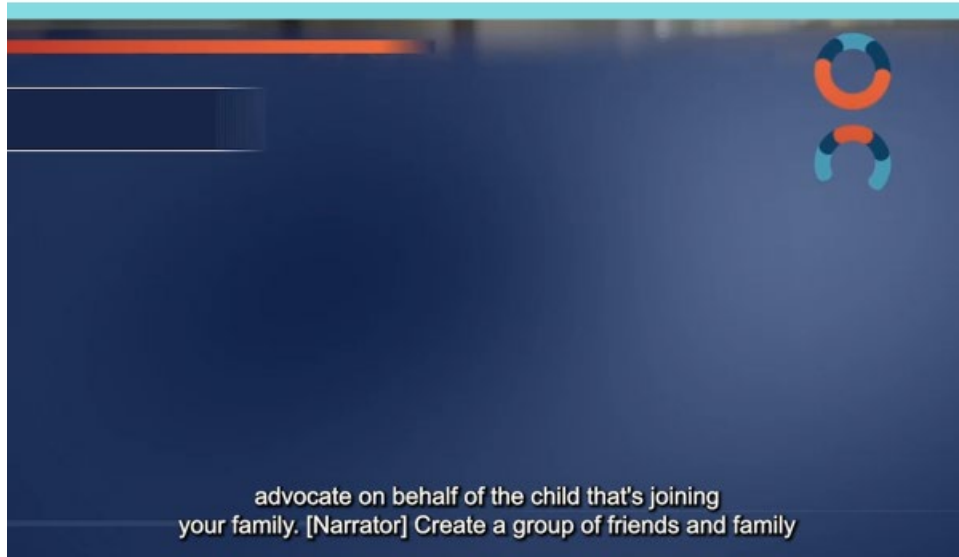 advocate on behalf of the child that's joining
your family. [Narrator] Create a group of friends and family